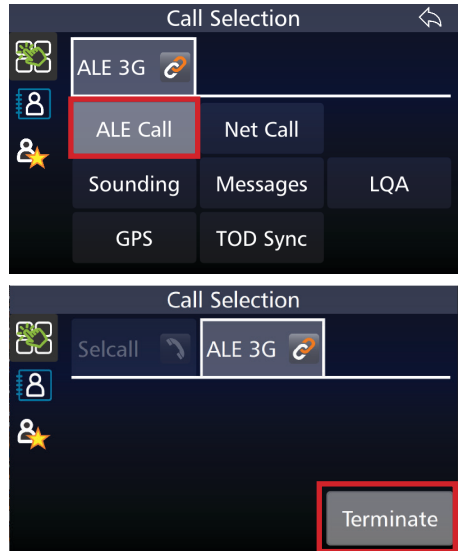 Call Selection
ALE 3G
ALE Call Net Call
Sounding Messages LQA
GPS TOD Sync
Call Selection
Selcall ALE 3G
Terminate